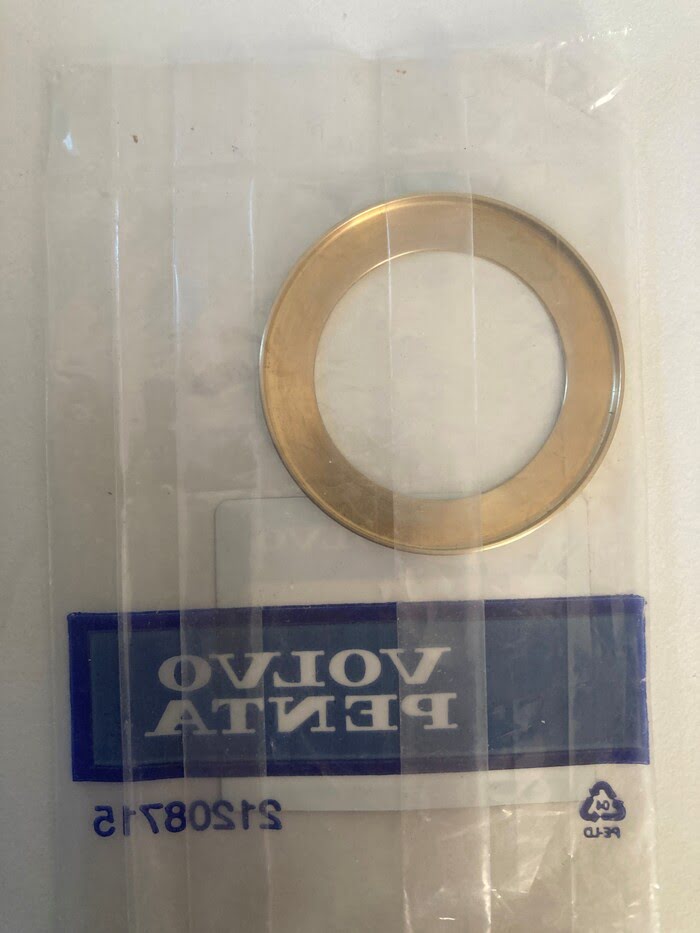 VOLVO
PENTA
21208715
04
PE-LD